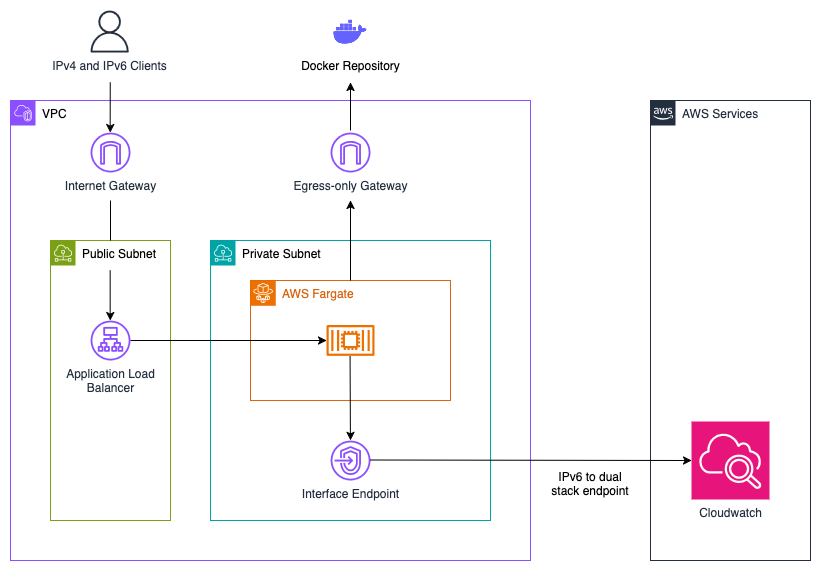 IPv4 and IPv6 Clients
Docker Repository
VPC
aws
AWS Services
Internet Gateway
Egress-only Gateway
Public Subnet
Private Subnet
AWS Fargate
Application Load
Balancer
Interface Endpoint
IPv6 to dual
stack endpoint
Cloudwatch